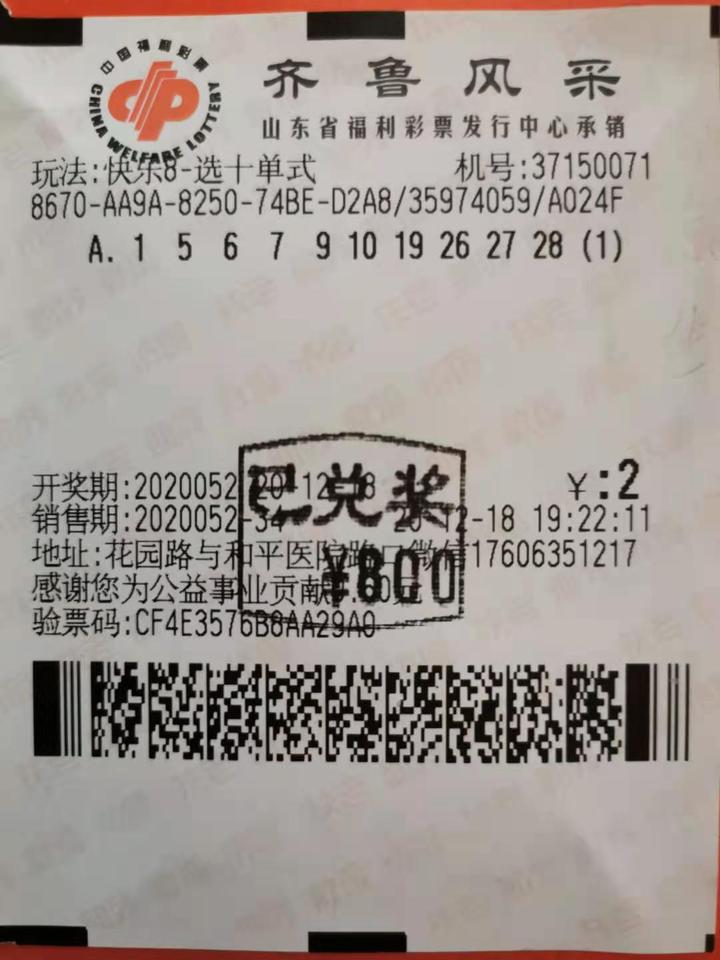 中国福利彩票
CHINA WELFARE LOTTERY
齐鲁风采
山东省福利彩票发行中心承销
玩法:快乐8-选十单式 机号:37150071
8670-AA9A-8250-74BE-D2A8/35974059/A024F
A. 1 5 6 7 9 10 19 26 27 28 (1)
开奖期:2020052 20-12-18 ¥:2
销售期:2020052-34 20-12-18 19:22:11
已兑奖
地址:花园路与和平医院路口微信17606351217
¥800
感谢您为公益事业贡献
验票码:CF4E3576B8AA29A0